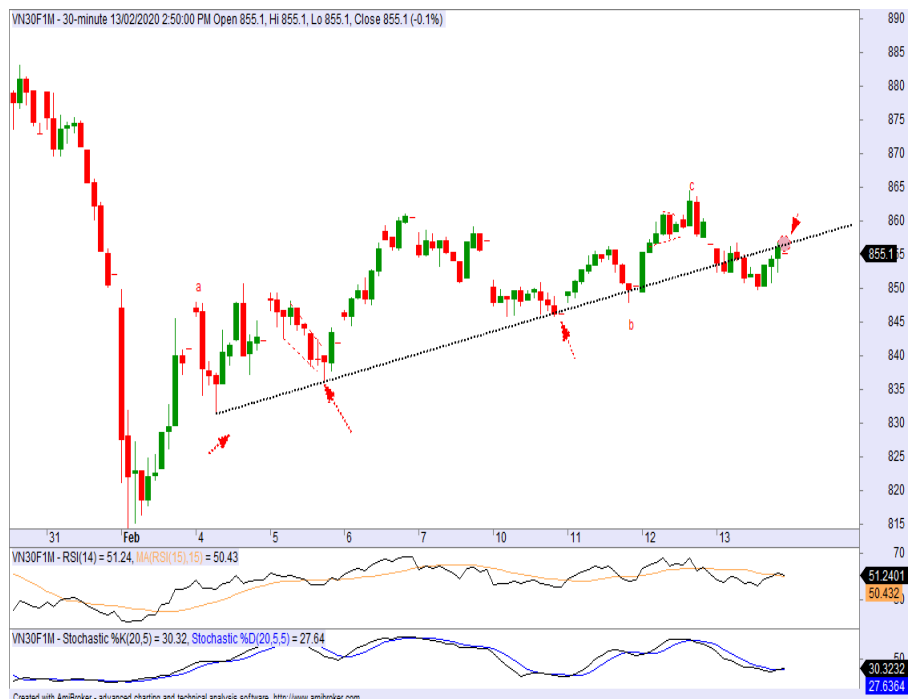 VN30F1M - 30-minute 13/02/2020 2:50:00 PM Open 855.1, Hi 855.1, Lo 855.1, Close 855.1 (-0.1%)
890
885
880
875
870
c
865
860
855.1
a
850
845
b
840
835
830
825
820
815
31 Feb 4 5 6 7 10 11 12 13
VN30F1M - RSI(14) = 51.24, MA(RSI(15),15) = 50.43
70
51.2401
50.432
VN30F1M - Stochastic %K(20,5) = 30.32, Stochastic %D(20,5,5) = 27.64
50
30.3232
27.6364
Created with AmiBroker - advanced charting and technical analysis software. http://www.amibroker.com